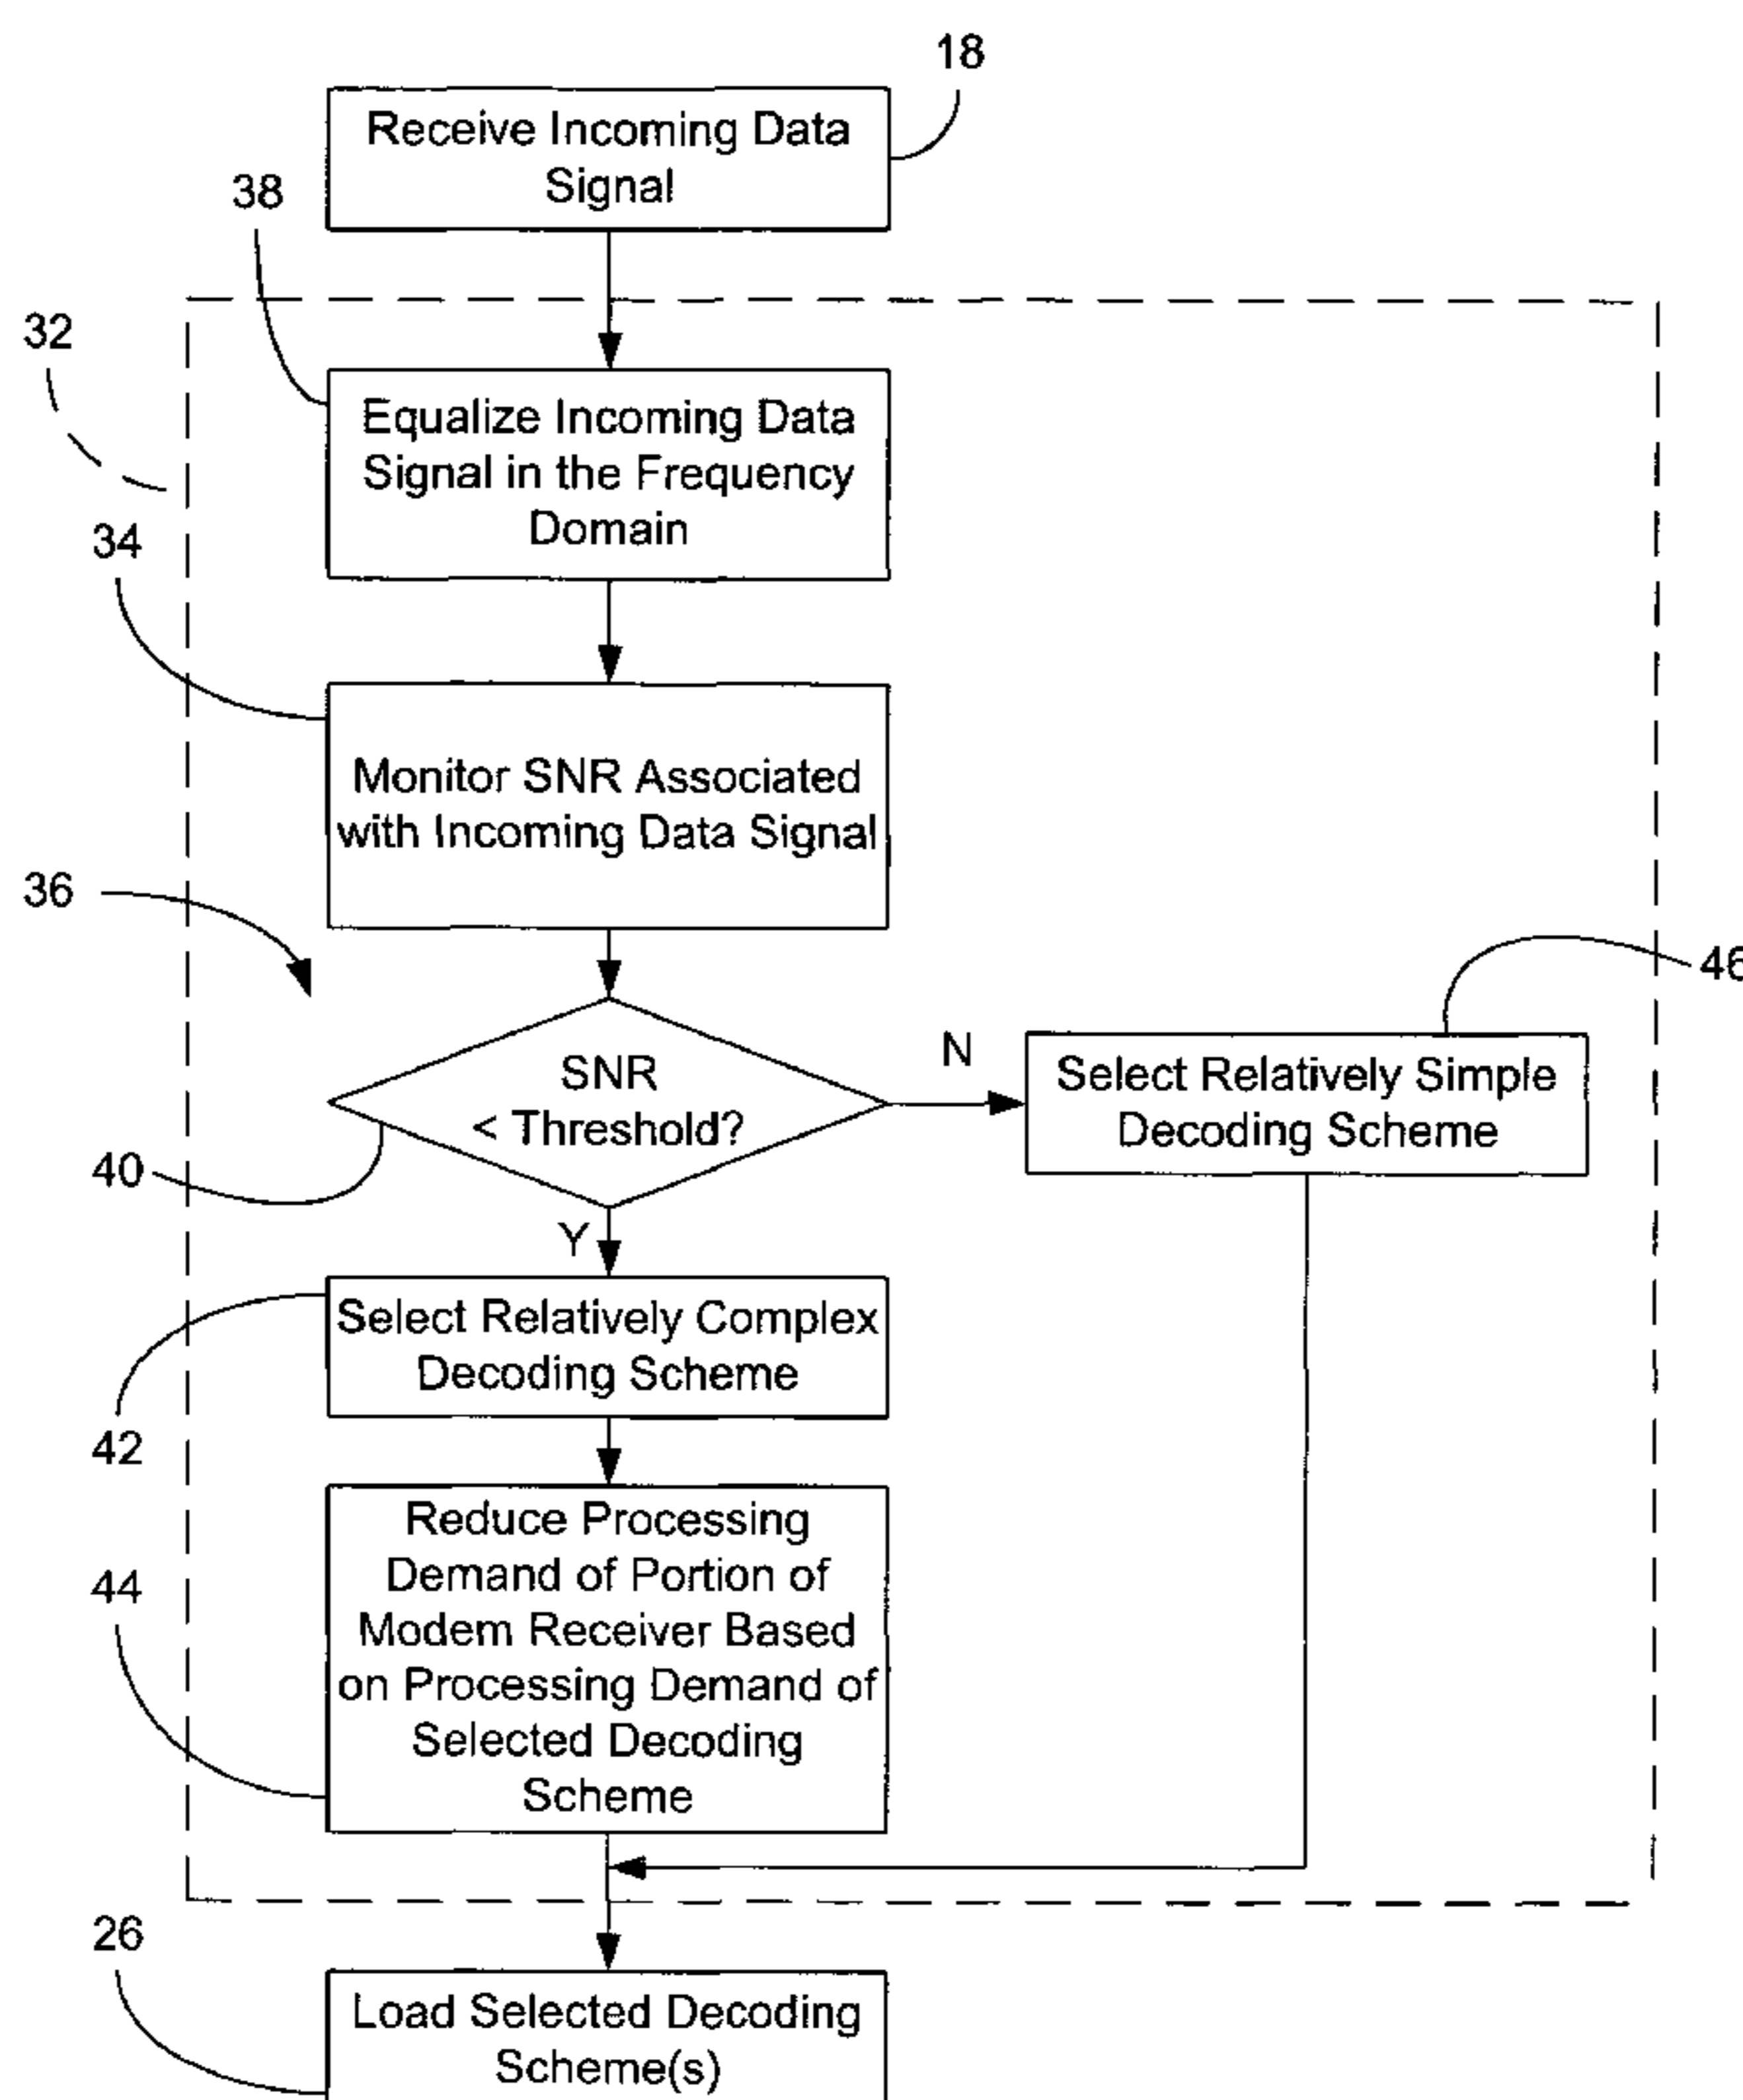 18
Receive Incoming Data
Signal
38
32
Equalize Incoming Data
Signal in the Frequency
Domain
34
Monitor SNR Associated
with Incoming Data Signal
36
46
SNR
< Threshold?
N
Select Relatively Simple
Decoding Scheme
40
Y
Select Relatively Complex
Decoding Scheme
42
Reduce Processing
Demand of Portion of
Modem Receiver Based
on Processing Demand of
Selected Decoding
Scheme
44
26
Load Selected Decoding
Scheme(s)